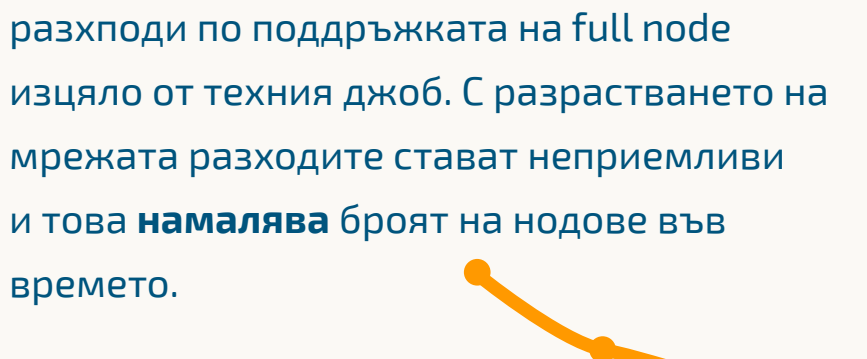 разхподи по поддръжката на full node
изцяло от техния джоб. С разрастването на
мрежата разходите стават неприемливи
и това намалява броят на нодове във
времето.